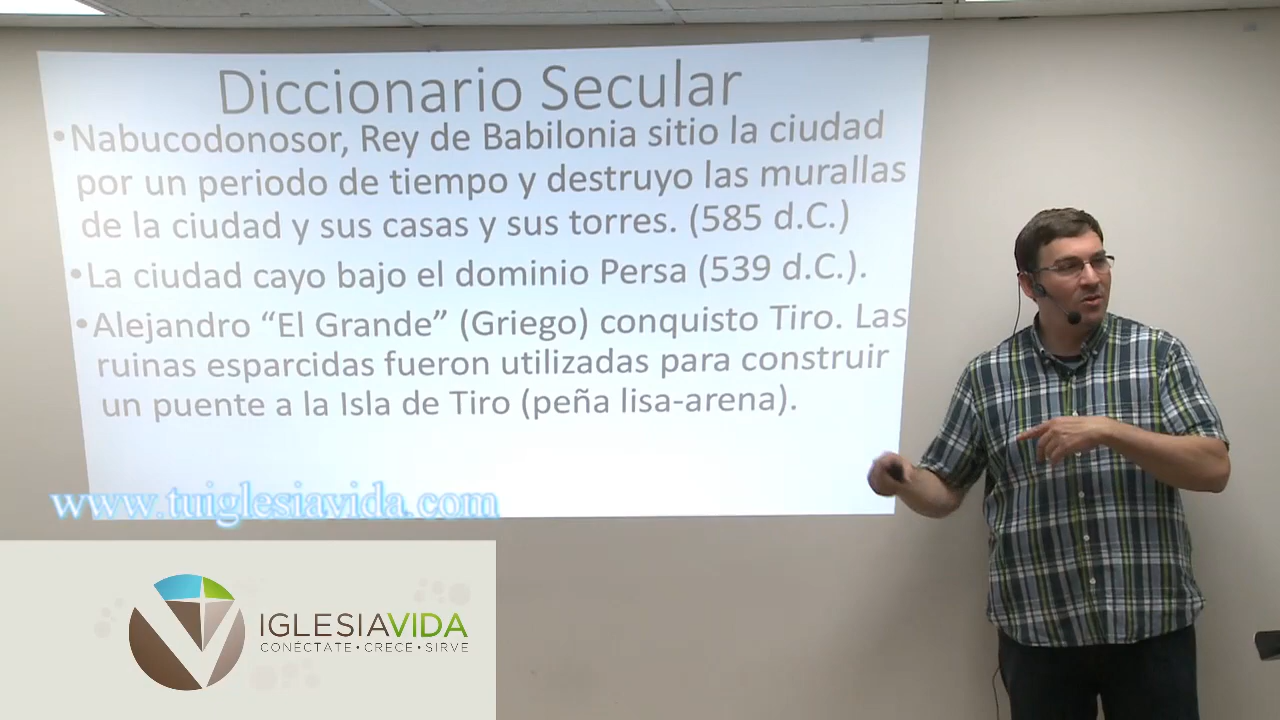 Diccionario Secular
•Nabucodonosor, Rey de Babilonia sitio la ciudad
por un periodo de tiempo y destruyo las murallas
de la ciudad y sus casas y sus torres. (585 d.C.)
•La ciudad cayo bajo el dominio Persa (539 d.C.).
•Alejandro “El Grande” (Griego) conquisto Tiro. Las
ruinas esparcidas fueron utilizadas para construir
un puente a la Isla de Tiro (peña lisa-arena).
www.tuiglesiavida.com
IGLESIAVIDA
CONÉCTATE • CRECE • SIRVE